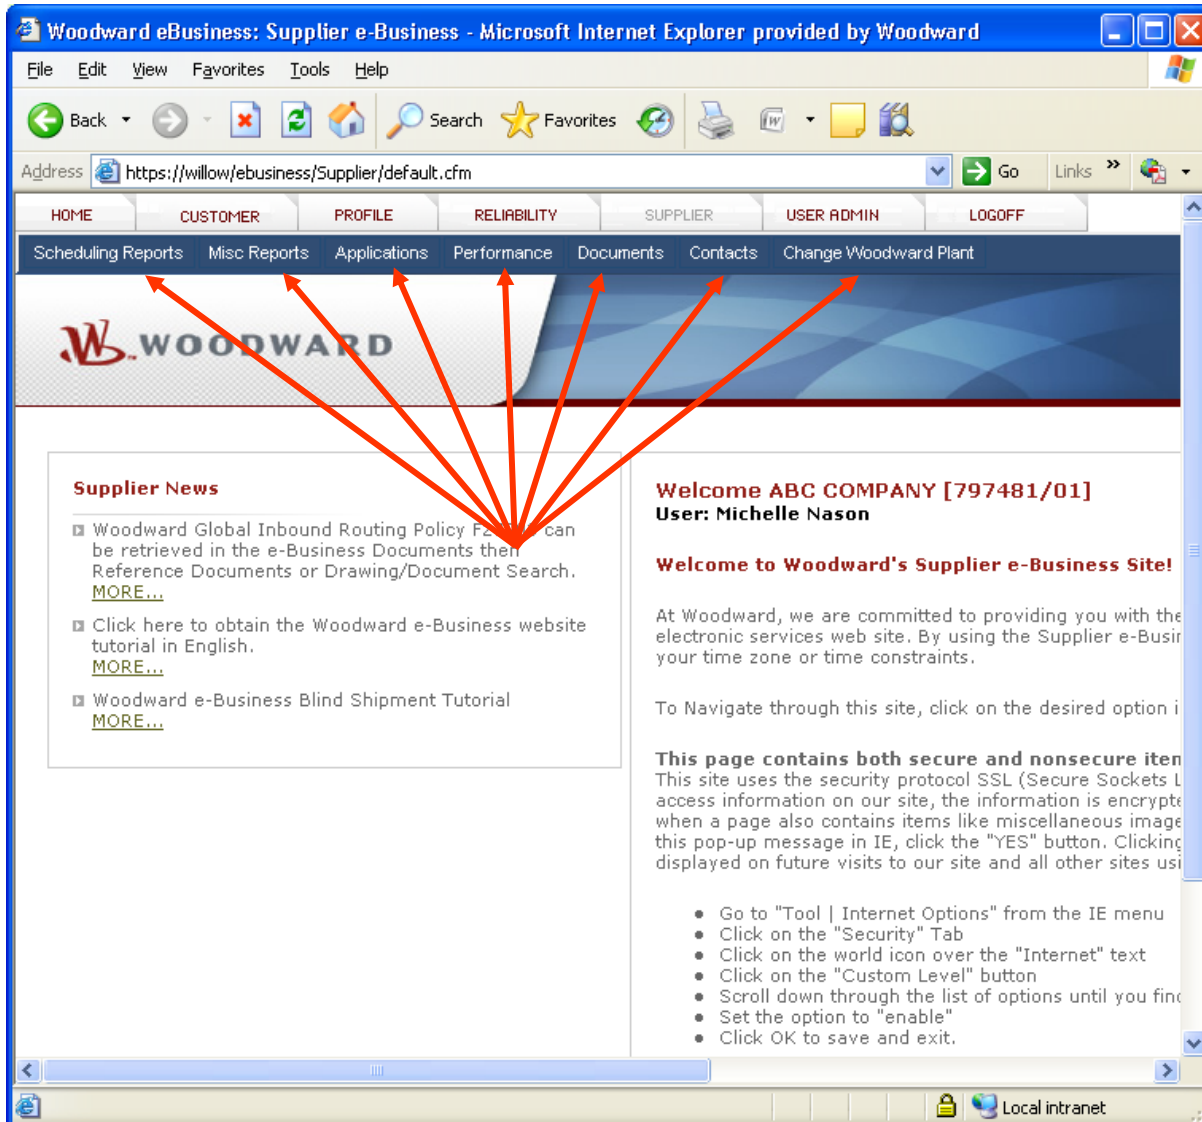 Woodward eBusiness: Supplier e-Business - Microsoft Internet Explorer provided by Woodward
File Edit View Favorites Tools Help
Back Search Favorites
Address https://willow/ebusiness/Supplier/default.cfm Go Links »
HOME CUSTOMER PROFILE RELIABILITY SUPPLIER USER ADMIN LOGOFF
Scheduling Reports Misc Reports Applications Performance Documents Contacts Change Woodward Plant
WOODWARD
Supplier News
Woodward Global Inbound Routing Policy can
be retrieved in the e-Business Documents then
Reference Documents or Drawing/Document Search.
MORE...
Click here to obtain the Woodward e-Business website
tutorial in English.
MORE...
Woodward e-Business Blind Shipment Tutorial
MORE...
Welcome ABC COMPANY [797481/01]
User: Michelle Nason
Welcome to Woodward's Supplier e-Business Site!
At Woodward, we are committed to providing you with the
electronic services web site. By using the Supplier e-Busin
your time zone or time constraints.
To Navigate through this site, click on the desired option i
This page contains both secure and nonsecure iten
This site uses the security protocol SSL (Secure Sockets L
access information on our site, the information is encrypte
when a page also contains items like miscellaneous image
this pop-up message in IE, click the "YES" button. Clicking
displayed on future visits to our site and all other sites usi
Go to "Tool | Internet Options" from the IE menu
Click on the "Security" Tab
Click on the world icon over the "Internet" text
Click on the "Custom Level" button
Scroll down through the list of options until you find
Set the option to "enable"
Click OK to save and exit.
Local intranet